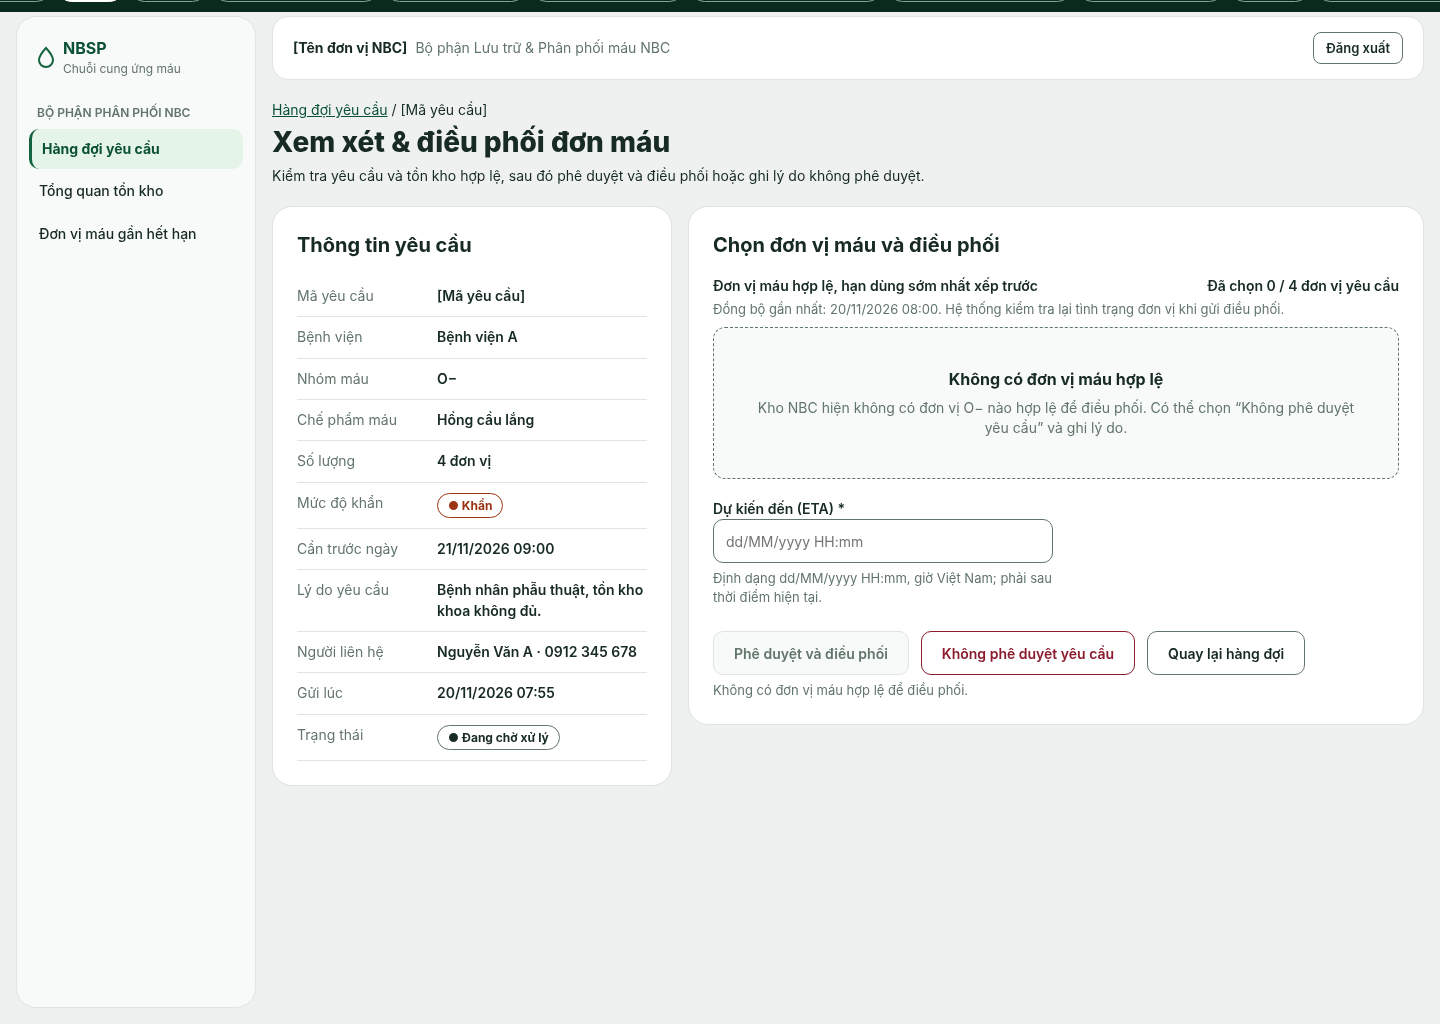 NBSP
Chuỗi cung ứng máu
BỘ PHẬN PHÂN PHỐI NBC
Hàng đợi yêu cầu
Tổng quan tồn kho
Đơn vị máu gần hết hạn
[Tên đơn vị NBC] Bộ phận Lưu trữ & Phân phối máu NBC
Đăng xuất
Hàng đợi yêu cầu / [Mã yêu cầu]
Xem xét & điều phối đơn máu
Kiểm tra yêu cầu và tồn kho hợp lệ, sau đó phê duyệt và điều phối hoặc ghi lý do không phê duyệt.
Thông tin yêu cầu
Mã yêu cầu [Mã yêu cầu]
Bệnh viện Bệnh viện A
Nhóm máu O−
Chế phẩm máu Hồng cầu lắng
Số lượng 4 đơn vị
Mức độ khẩn Khẩn
Cần trước ngày 21/11/2026 09:00
Lý do yêu cầu Bệnh nhân phẫu thuật, tồn kho
khoa không đủ.
Người liên hệ Nguyễn Văn A · 0912 345 678
Gửi lúc 20/11/2026 07:55
Trạng thái Đang chờ xử lý
Chọn đơn vị máu và điều phối
Đơn vị máu hợp lệ, hạn dùng sớm nhất xếp trước
Đã chọn 0 / 4 đơn vị yêu cầu
Đồng bộ gần nhất: 20/11/2026 08:00. Hệ thống kiểm tra lại tình trạng đơn vị khi gửi điều phối.
Không có đơn vị máu hợp lệ
Kho NBC hiện không có đơn vị O− nào hợp lệ để điều phối. Có thể chọn “Không phê duyệt
yêu cầu” và ghi lý do.
Dự kiến đến (ETA) *
dd/MM/yyyy HH:mm
Định dạng dd/MM/yyyy HH:mm, giờ Việt Nam; phải sau
thời điểm hiện tại.
Phê duyệt và điều phối
Không phê duyệt yêu cầu
Quay lại hàng đợi
Không có đơn vị máu hợp lệ để điều phối.